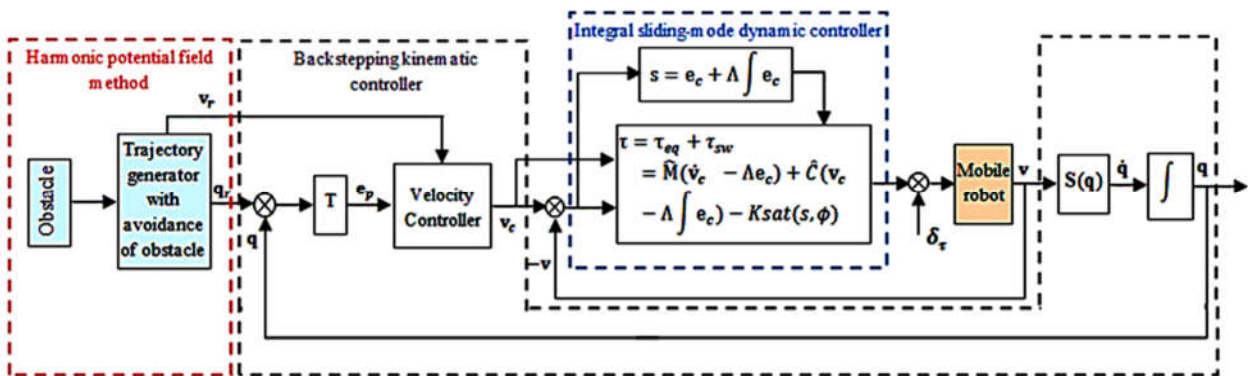 Integral sliding-mode dynamic controller
Harmonic potential field
method
Backstepping kinematic
controller
s = e_c + Λ ∫ e_c
v_r
Obstacle
Trajectory
generator
with
avoidance
of obstacle
q_r
q
T
e_p
Velocity
Controller
v_c
−v
τ = τ_eq + τ_sw
= M̂(v̇_c − Λe_c) + Ĉ(v_c
− Λ ∫ e_c) − Ksat(s, ϕ)
δ_τ
Mobile
robot
v
S(q)
q̇
∫
q